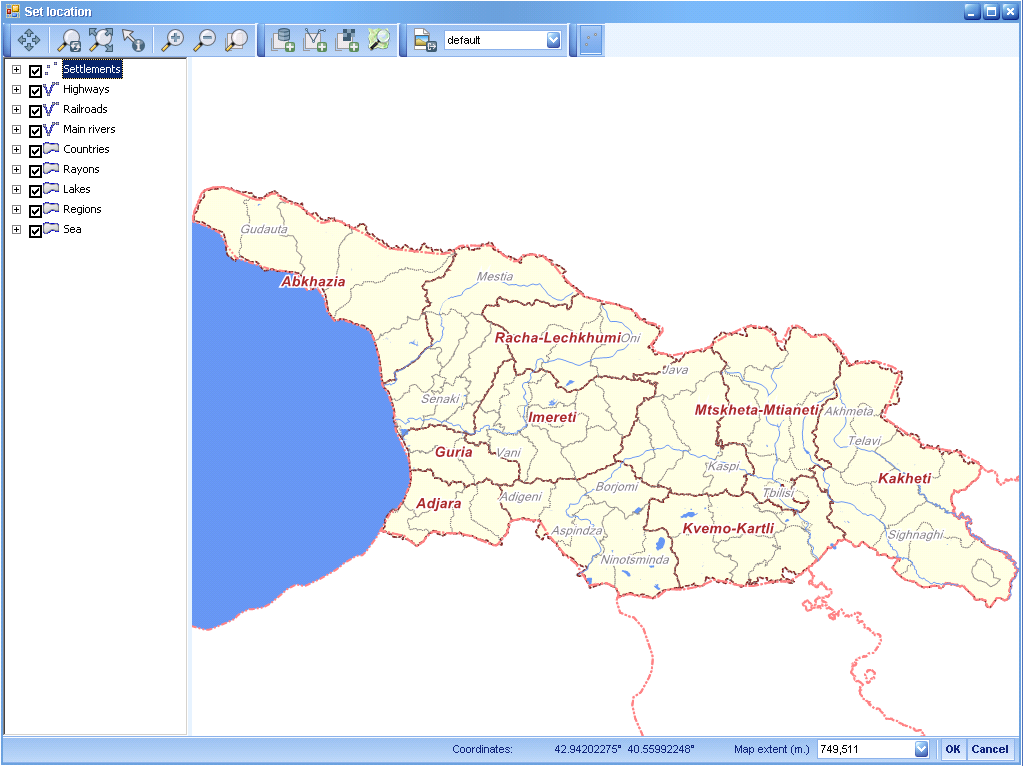 Set location
default
Settlements
Highways
Railroads
Main rivers
Countries
Rayons
Lakes
Regions
Sea
Gudauta
Abkhazia
Mestia
Racha-Lechkhumi
Oni
Java
Senaki
Imereti
Mtskheta-Mtianeti
Akhmeta
Telavi
Guria
Vani
Kaspi
Kakheti
Adjara
Adigeni
Borjomi
Tbilisi
Aspindza
Kvemo-Kartli
Sighnaghi
Ninotsminda
Coordinates: 42.94202275° 40.55992248° Map extent (m.) 749,511 OK Cancel